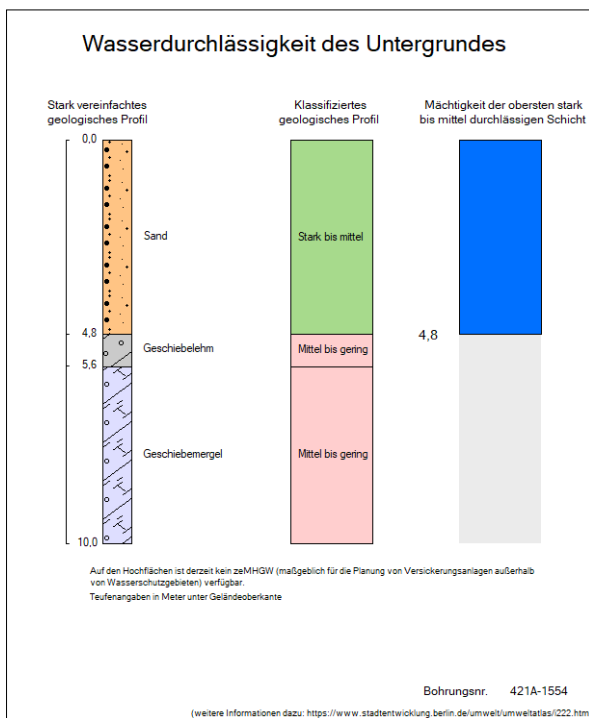 Wasserdurchlässigkeit des Untergrundes
Stark vereinfachtes
geologisches Profil
Klassifiziertes
geologisches Profil
Mächtigkeit der obersten stark
bis mittel durchlässigen Schicht
0,0
Sand
Stark bis mittel
4,8
4,8
Geschiebelehm
Mittel bis gering
5,6
Geschiebemergel
Mittel bis gering
10,0
Auf den Hochflächen ist derzeit kein zeMHGW (maßgeblich für die Planung von Versickerungsanlagen außerhalb
von Wasserschutzgebieten) verfügbar.
Teufenangaben in Meter unter Geländeoberkante
Bohrungsnr. 421A-1554
(weitere Informationen dazu: https://www.stadtentwicklung.berlin.de/umwelt/umweltatlas/i222.htm